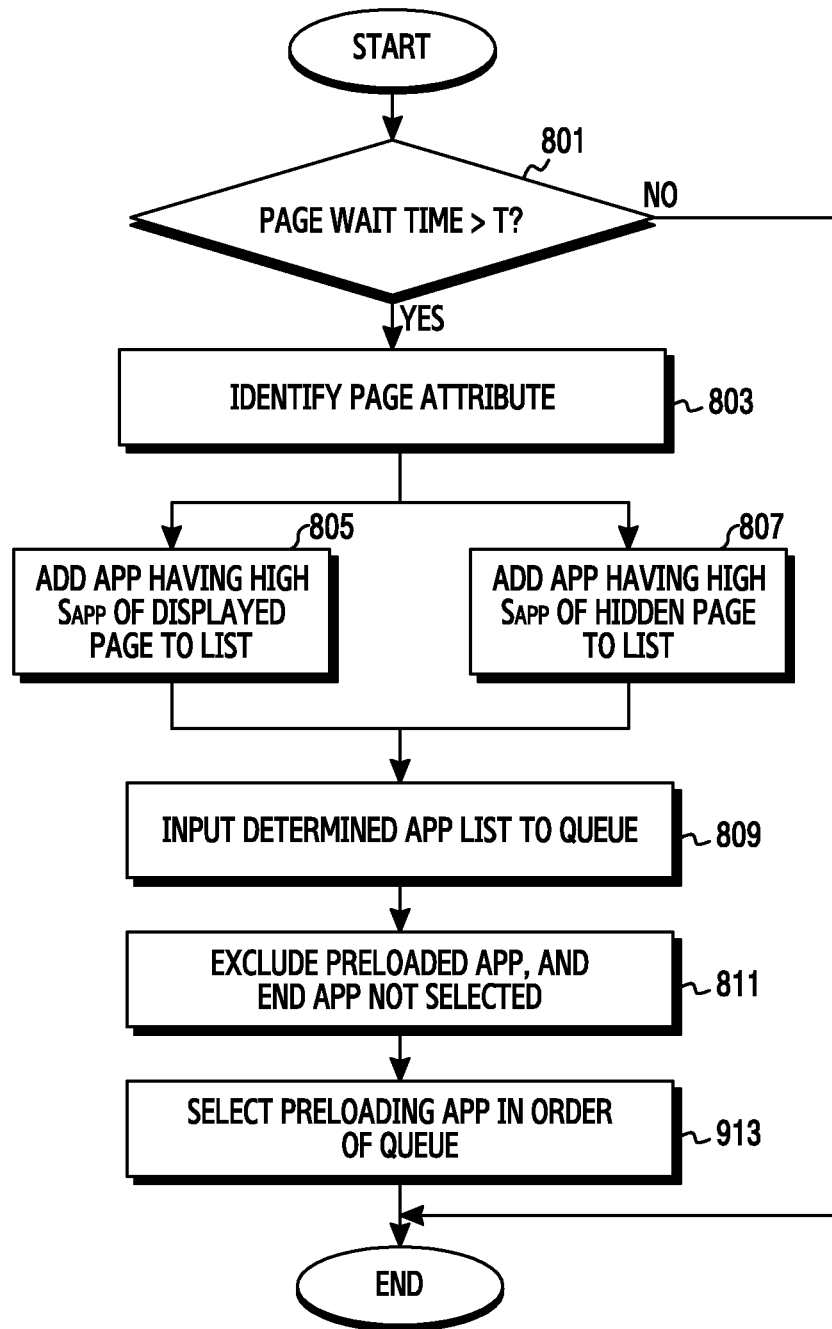 START
801
PAGE WAIT TIME > T?
NO
YES
IDENTIFY PAGE ATTRIBUTE
803
805
ADD APP HAVING HIGH
SAPP OF DISPLAYED
PAGE TO LIST
807
ADD APP HAVING HIGH
SAPP OF HIDDEN PAGE
TO LIST
INPUT DETERMINED APP LIST TO QUEUE
809
EXCLUDE PRELOADED APP, AND
END APP NOT SELECTED
811
SELECT PRELOADING APP IN ORDER
OF QUEUE
913
END